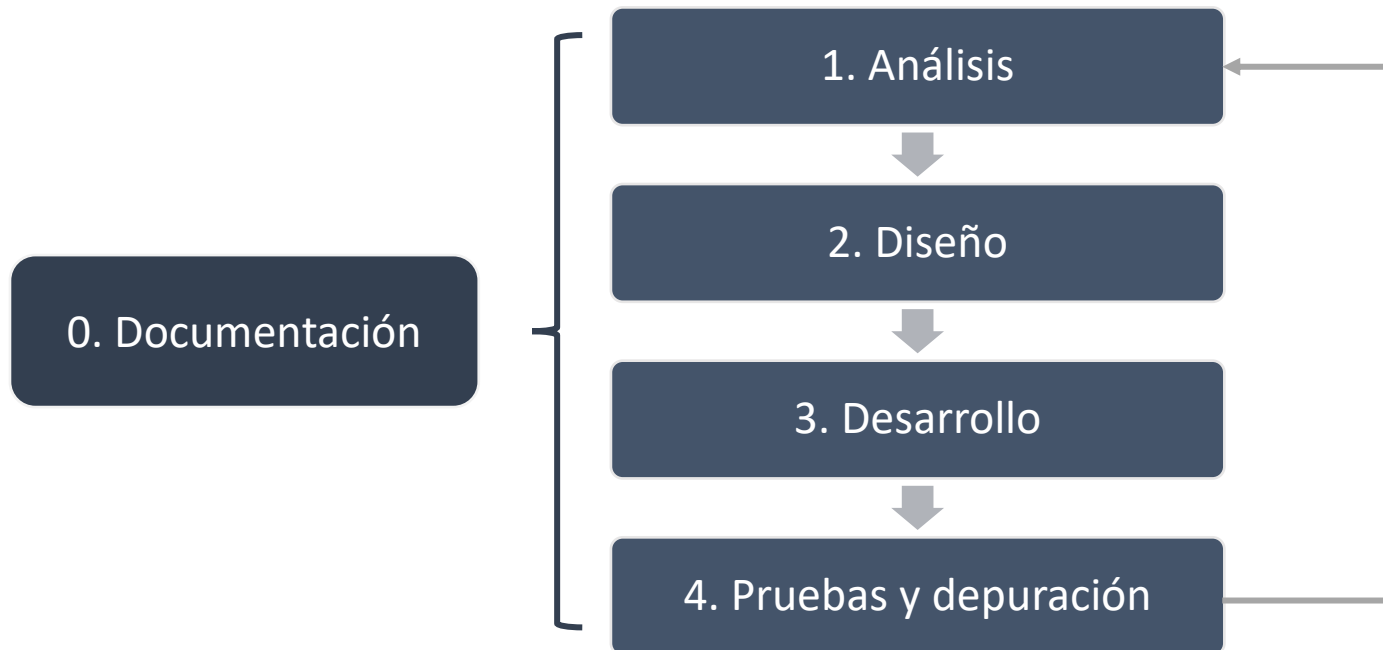 1. Análisis
2. Diseño
0. Documentación
3. Desarrollo
4. Pruebas y depuración